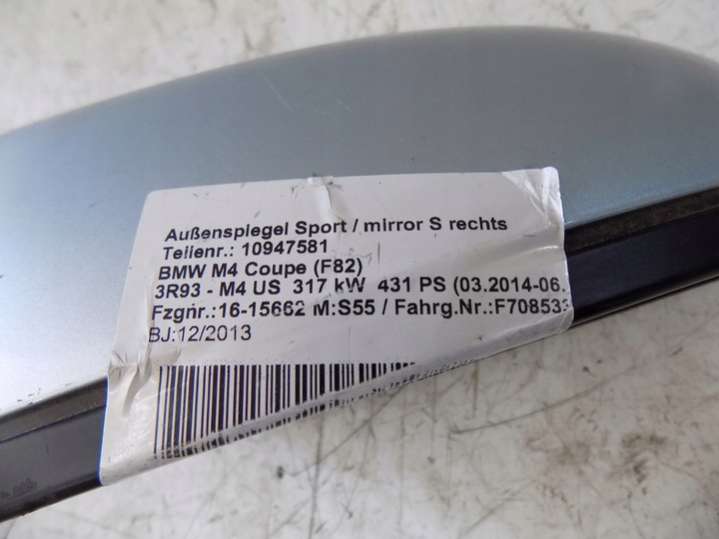 Außenspiegel Sport / mirror S rechts
Teilenr.: 10947581
BMW M4 Coupe (F82)
3R93 - M4 US 317 kW 431 PS (03.2014-06.
Fzgnr.:16-15662 M:S55 / Fahrg.Nr.:F708533
BJ:12/2013